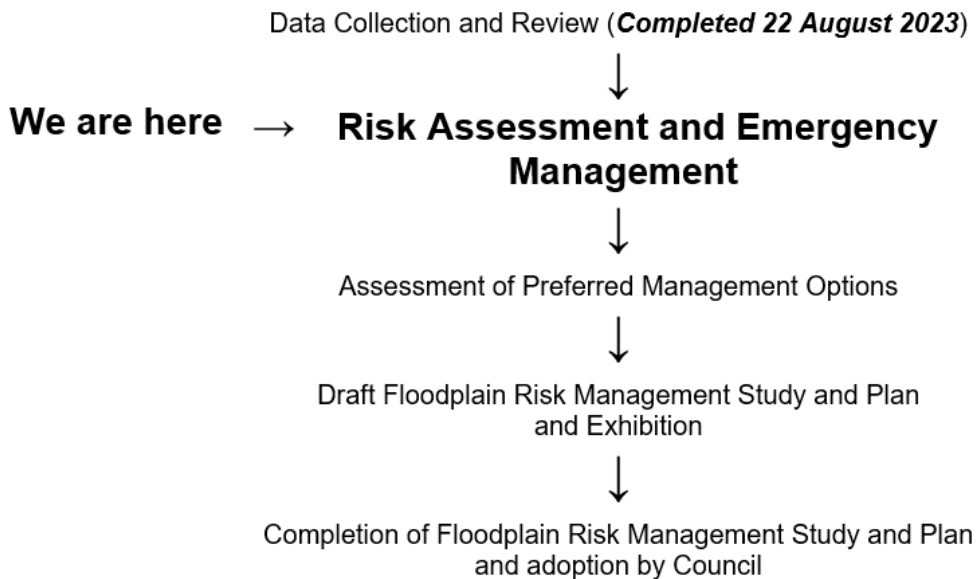 Data Collection and Review (Completed 22 August 2023)
↓
We are here → Risk Assessment and Emergency
Management
↓
Assessment of Preferred Management Options
↓
Draft Floodplain Risk Management Study and Plan
and Exhibition
↓
Completion of Floodplain Risk Management Study and Plan
and adoption by Council